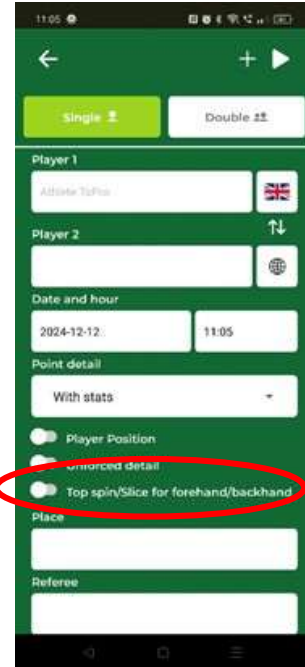 11:05
Single
Double
Player 1
Athlete ToPro
Player 2
Date and hour
2024-12-12
11:05
Point detail
With stats
Player Position
Unforced detail
Top spin/Slice for forehand/backhand
Place
Referee